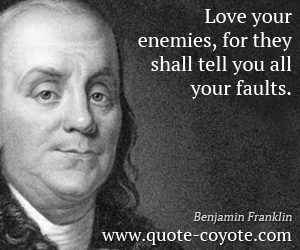 Love your
enemies, for they
shall tell you all
your faults.
Benjamin Franklin
www.quote-coyote.com